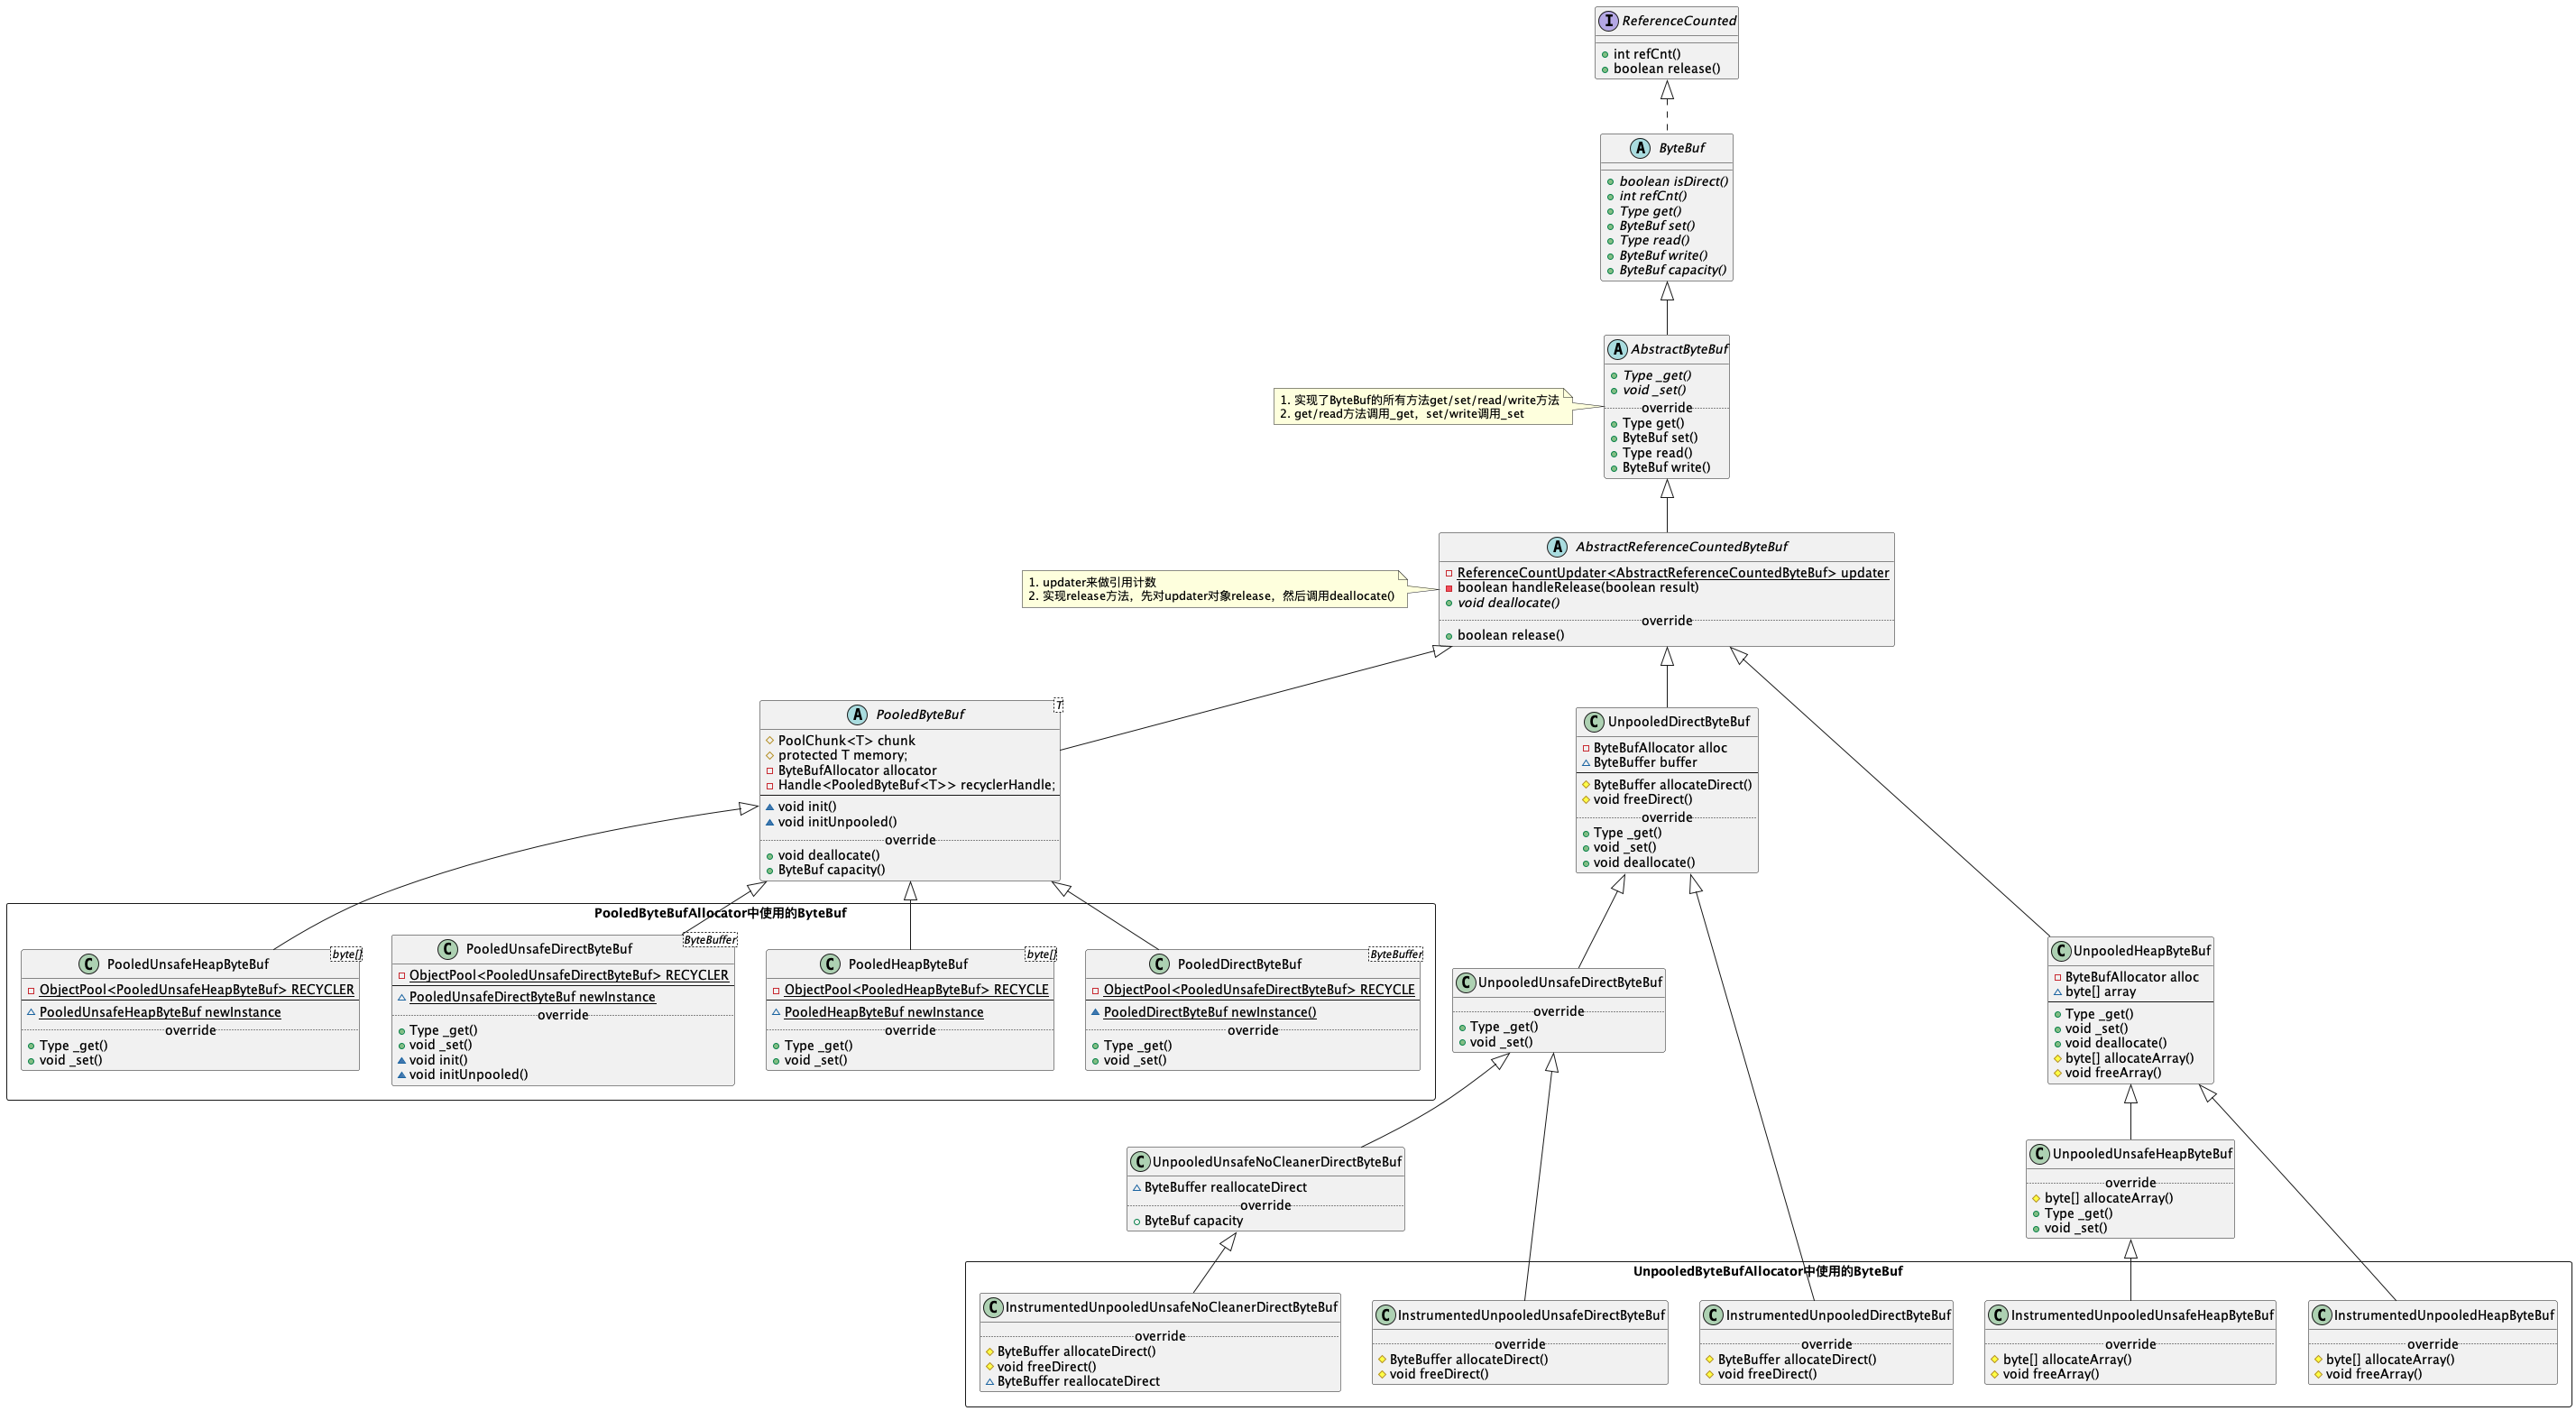 I ReferenceCounted
int refCnt()
boolean release()
A ByteBuf
boolean isDirect()
int refCnt()
Type get()
ByteBuf set()
Type read()
ByteBuf write()
ByteBuf capacity()
A AbstractByteBuf
Type _get()
void _set()
override
Type get()
ByteBuf set()
Type read()
ByteBuf write()
1. 实现了ByteBuf的所有方法get/set/read/write方法
2. get/read方法调用_get，set/write调用_set
A AbstractReferenceCountedByteBuf
ReferenceCountUpdater<AbstractReferenceCountedByteBuf> updater
boolean handleRelease(boolean result)
void deallocate()
override
boolean release()
1. updater来做引用计数
2. 实现release方法，先对updater对象release，然后调用deallocate()
A PooledByteBuf
T
PoolChunk<T> chunk
protected T memory;
ByteBufAllocator allocator
Handle<PooledByteBuf<T>> recyclerHandle;
void init()
void initUnpooled()
override
void deallocate()
ByteBuf capacity()
C UnpooledDirectByteBuf
ByteBufAllocator alloc
ByteBuffer buffer
ByteBuffer allocateDirect()
void freeDirect()
override
Type _get()
void _set()
void deallocate()
PooledByteBufAllocator中使用的ByteBuf
C PooledUnsafeHeapByteBuf
byte[]
ObjectPool<PooledUnsafeHeapByteBuf> RECYCLER
PooledUnsafeHeapByteBuf newInstance
override
Type _get()
void _set()
C PooledUnsafeDirectByteBuf
ByteBuffer
ObjectPool<PooledUnsafeDirectByteBuf> RECYCLER
PooledUnsafeDirectByteBuf newInstance
override
Type _get()
void _set()
void init()
void initUnpooled()
C PooledHeapByteBuf
byte[]
ObjectPool<PooledHeapByteBuf> RECYCLE
PooledHeapByteBuf newInstance
override
Type _get()
void _set()
C PooledDirectByteBuf
ByteBuffer
ObjectPool<PooledUnsafeDirectByteBuf> RECYCLE
PooledDirectByteBuf newInstance()
override
Type _get()
void _set()
C UnpooledUnsafeDirectByteBuf
override
Type _get()
void _set()
C UnpooledHeapByteBuf
ByteBufAllocator alloc
byte[] array
Type _get()
void _set()
void deallocate()
byte[] allocateArray()
void freeArray()
C UnpooledUnsafeNoCleanerDirectByteBuf
ByteBuffer reallocateDirect
override
ByteBuf capacity
C UnpooledUnsafeHeapByteBuf
override
byte[] allocateArray()
Type _get()
void _set()
UnpooledByteBufAllocator中使用的ByteBuf
C InstrumentedUnpooledUnsafeNoCleanerDirectByteBuf
override
ByteBuffer allocateDirect()
void freeDirect()
ByteBuffer reallocateDirect
C InstrumentedUnpooledUnsafeDirectByteBuf
override
ByteBuffer allocateDirect()
void freeDirect()
C InstrumentedUnpooledDirectByteBuf
override
ByteBuffer allocateDirect()
void freeDirect()
C InstrumentedUnpooledUnsafeHeapByteBuf
override
byte[] allocateArray()
void freeArray()
C InstrumentedUnpooledHeapByteBuf
override
byte[] allocateArray()
void freeArray()